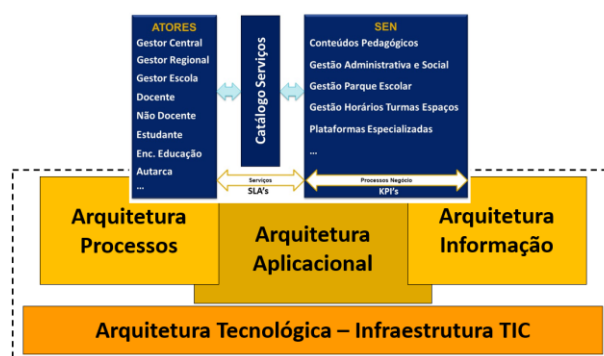 ATORES
Gestor Central
Gestor Regional
Gestor Escola
Docente
Não Docente
Estudante
Enc. Educação
Autarca
...
Catálogo Serviços
SEN
Conteúdos Pedagógicos
Gestão Administrativa e Social
Gestão Parque Escolar
Gestão Horários Turmas Espaços
Plataformas Especializadas
...
Serviços
SLA's
Processos Negócio
KPI's
Arquitetura
Processos
Arquitetura
Aplicacional
Arquitetura
Informação
Arquitetura Tecnológica – Infraestrutura TIC